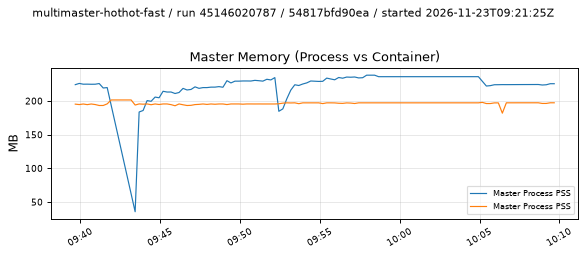 multimaster-hothot-fast / run 45146020787 / 54817bfd90ea / started 2026-11-23T09:21:25Z
Master Memory (Process vs Container)
MB
200
150
100
50
Master Process PSS
Master Process PSS
09:40
09:45
09:50
09:55
10:00
10:05
10:10